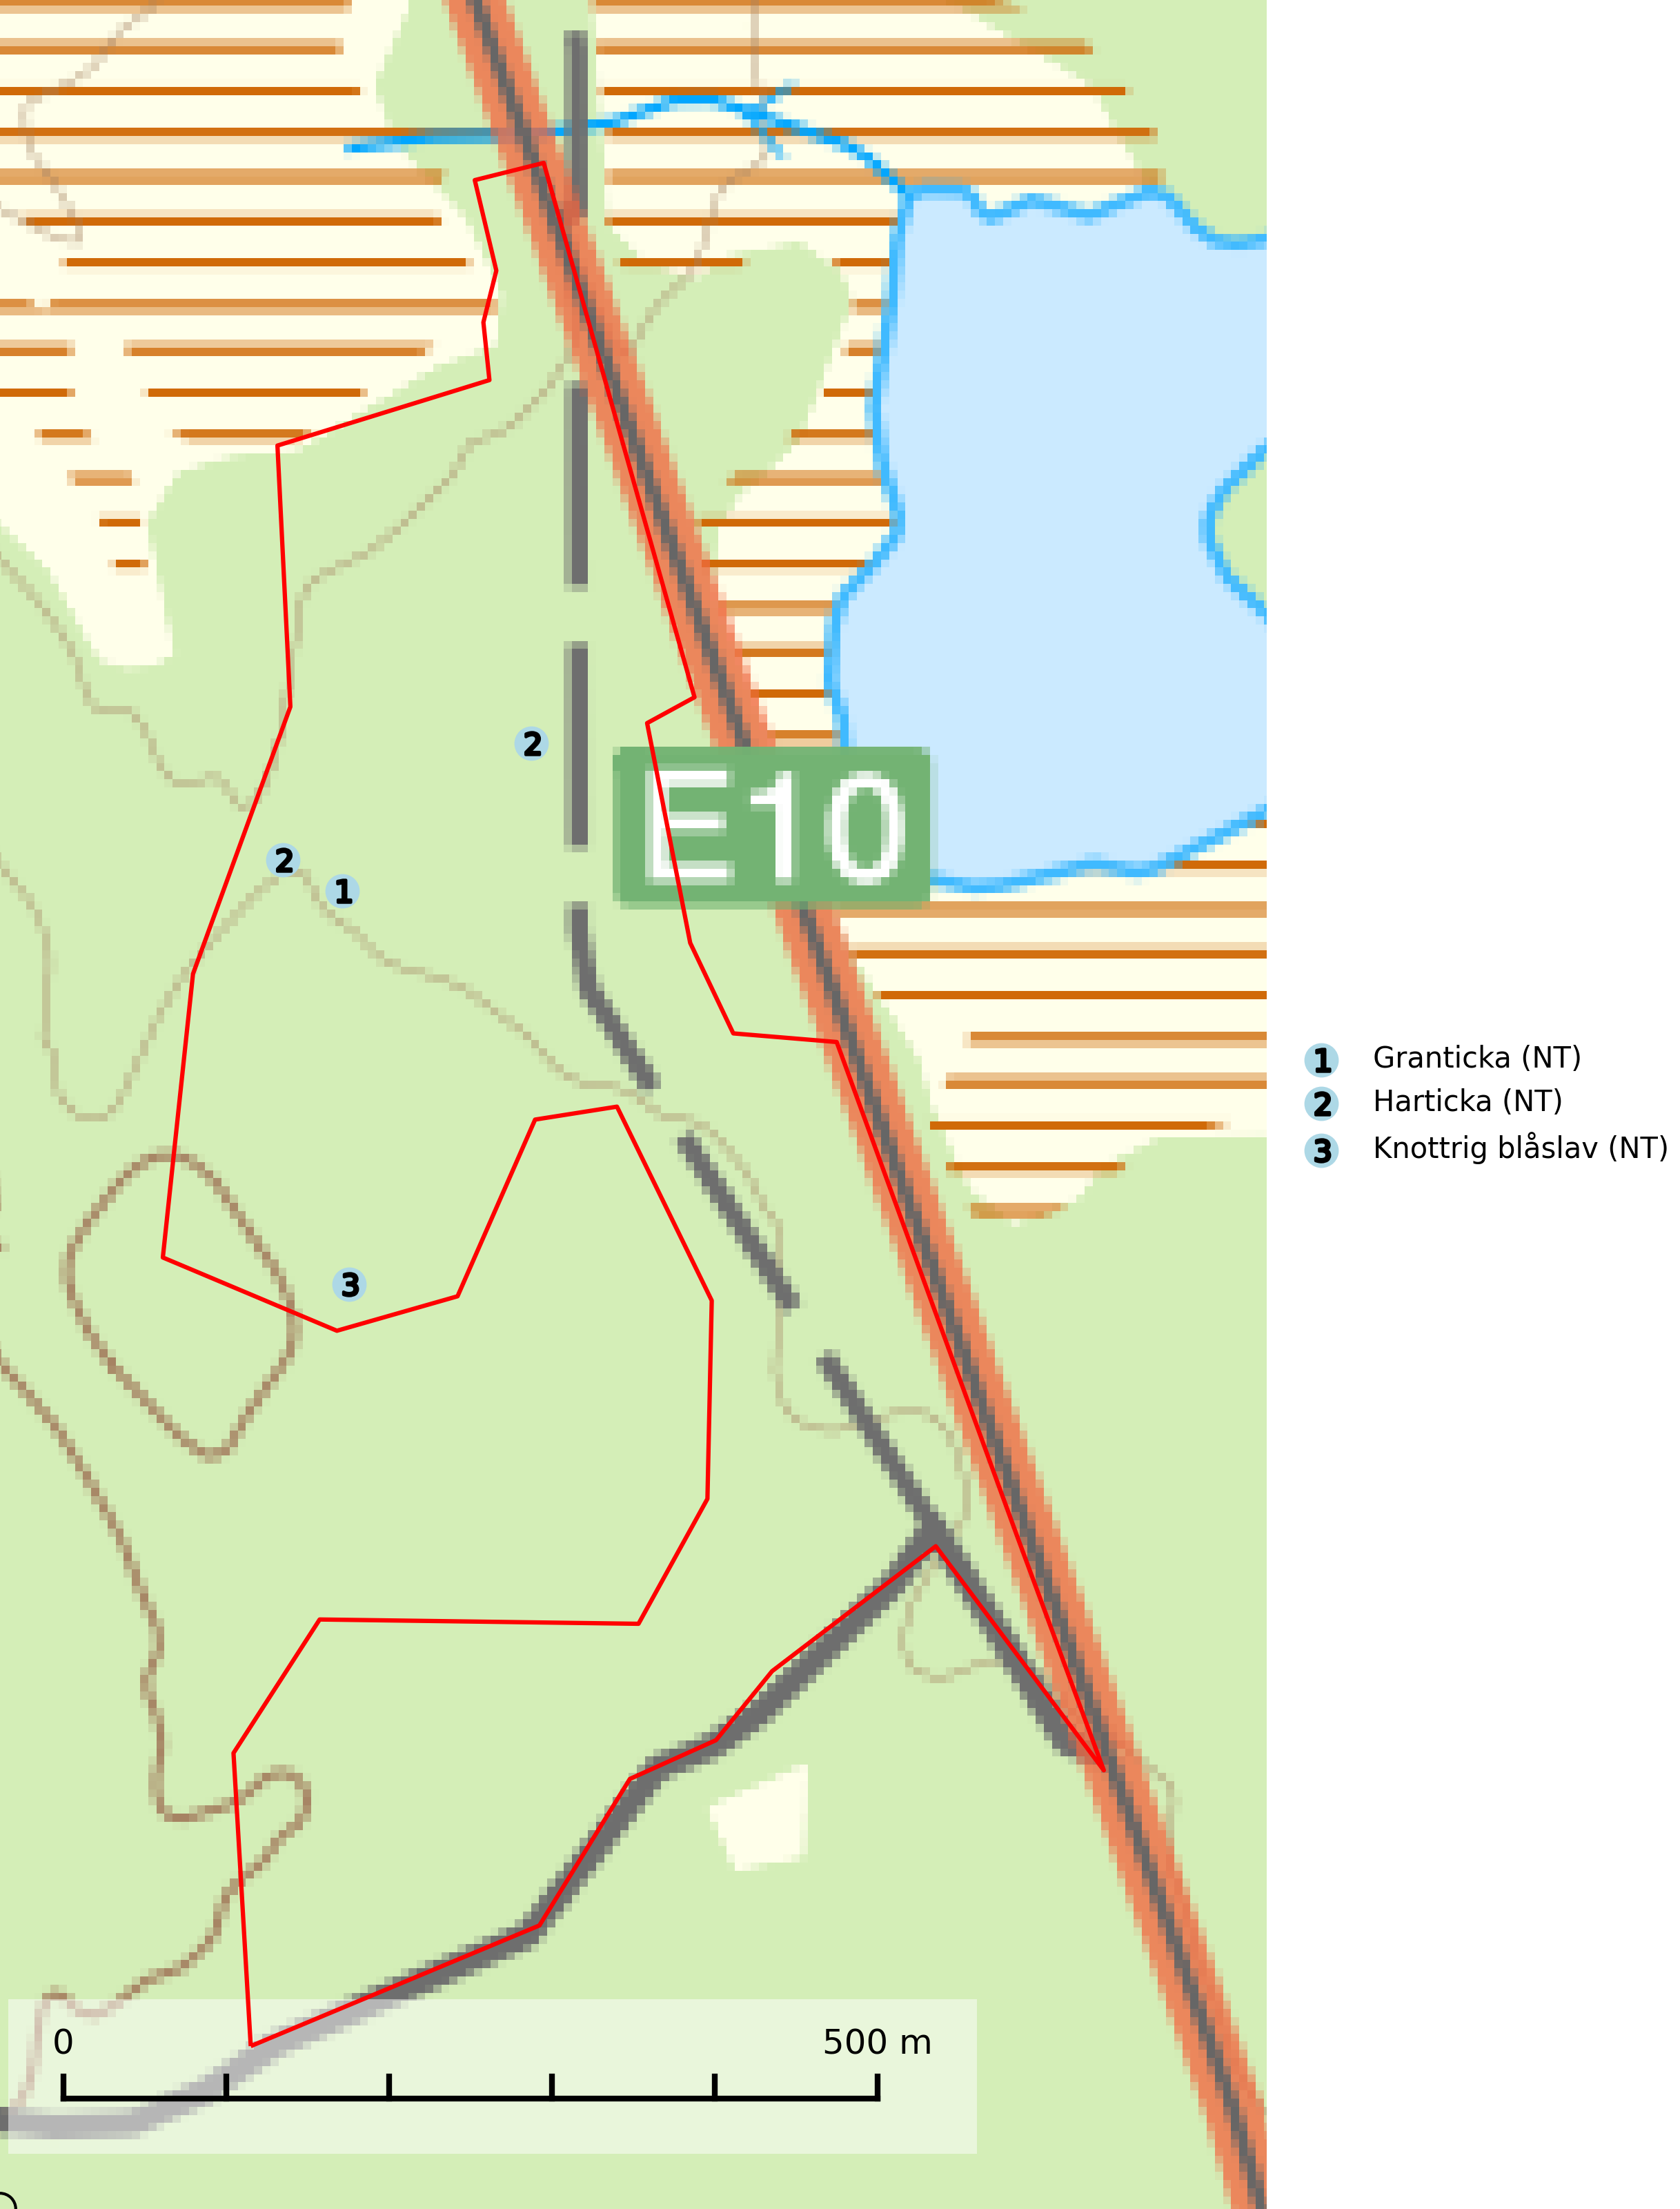 2
E10
2
1
3
1 Granticka (NT)
2 Harticka (NT)
3 Knottrig blåslav (NT)
0 500 m